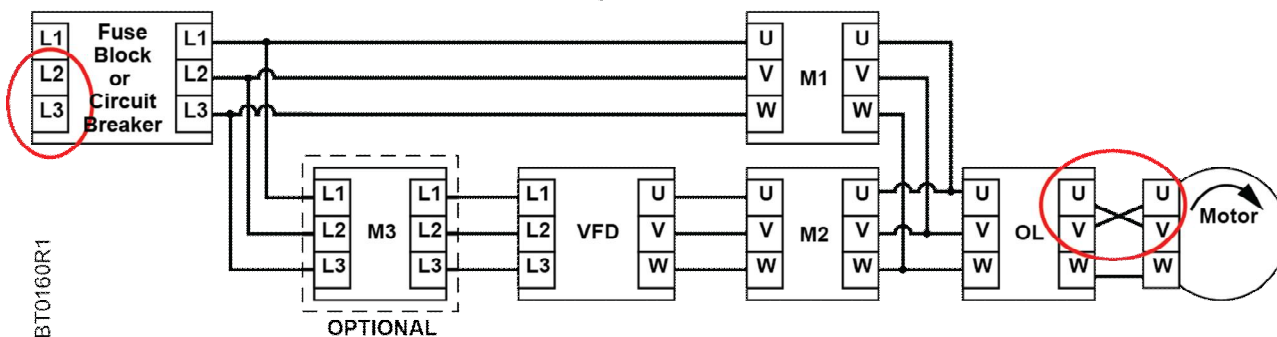 L1
L2
L3
Fuse
Block
or
Circuit
Breaker
L1
L2
L3
U
V
W
M1
U
V
W
L1
L2
L3
M3
L1
L2
L3
OPTIONAL
L1
L2
L3
VFD
U
V
W
U
V
W
M2
U
V
W
U
V
W
OL
U
V
W
U
V
W
Motor
BT0160R1